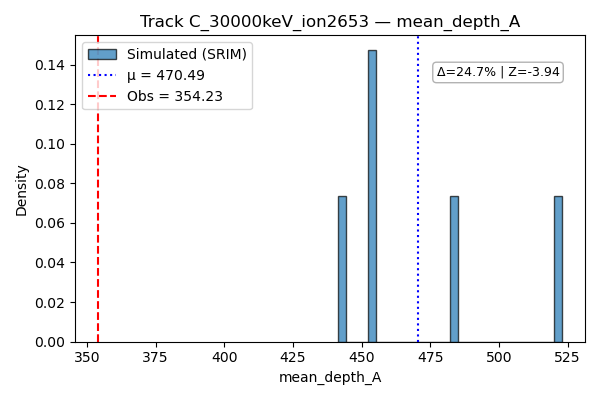 Track C_30000keV_ion2653 — mean_depth_A
Simulated (SRIM)
μ = 470.49
Obs = 354.23
Δ=24.7% | Z=-3.94
Density
0.14
0.12
0.10
0.08
0.06
0.04
0.02
0.00
350 375 400 425 450 475 500 525
mean_depth_A